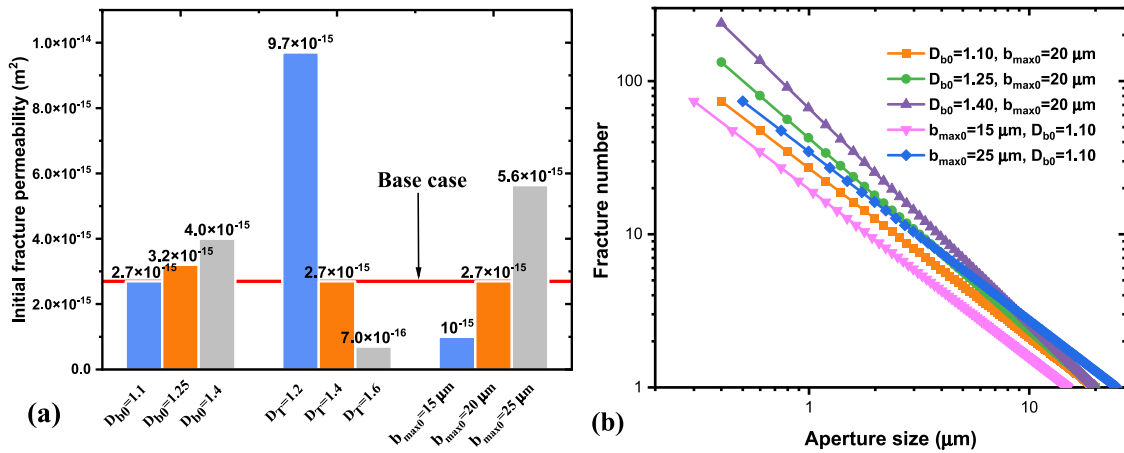 Initial fracture permeability (m²)
1.0×10⁻¹⁴
8.0×10⁻¹⁵
6.0×10⁻¹⁵
4.0×10⁻¹⁵
2.0×10⁻¹⁵
0.0
2.7×10⁻¹⁵
3.2×10⁻¹⁵
4.0×10⁻¹⁵
9.7×10⁻¹⁵
2.7×10⁻¹⁵
7.0×10⁻¹⁶
10⁻¹⁵
2.7×10⁻¹⁵
5.6×10⁻¹⁵
Base case
D_b0=1.1
D_b0=1.25
D_b0=1.4
D_T=1.2
D_T=1.4
D_T=1.6
b_max0=15 μm
b_max0=20 μm
b_max0=25 μm
(a)
Fracture number
100
10
1
D_b0=1.10, b_max0=20 μm
D_b0=1.25, b_max0=20 μm
D_b0=1.40, b_max0=20 μm
b_max0=15 μm, D_b0=1.10
b_max0=25 μm, D_b0=1.10
1
10
Aperture size (μm)
(b)